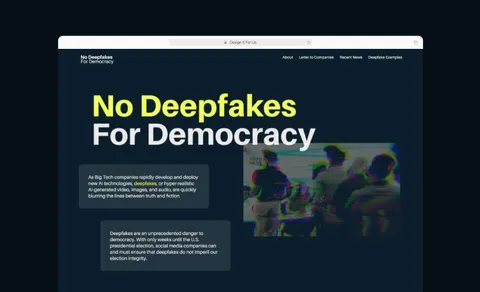 Design It For Us
No Deepfakes
For Democracy
About
Letter to Companies
Recent News
Deepfake Examples
No Deepfakes
For Democracy
As Big Tech companies rapidly develop and deploy
new AI technologies, deepfakes, or hyper-realistic
AI generated video, images, and audio, are quickly
blurring the lines between truth and fiction.
Deepfakes are an unprecedented danger to
democracy. With only weeks until the U.S.
presidential election, social media companies can
and must ensure that deepfakes do not imperil our
election integrity.